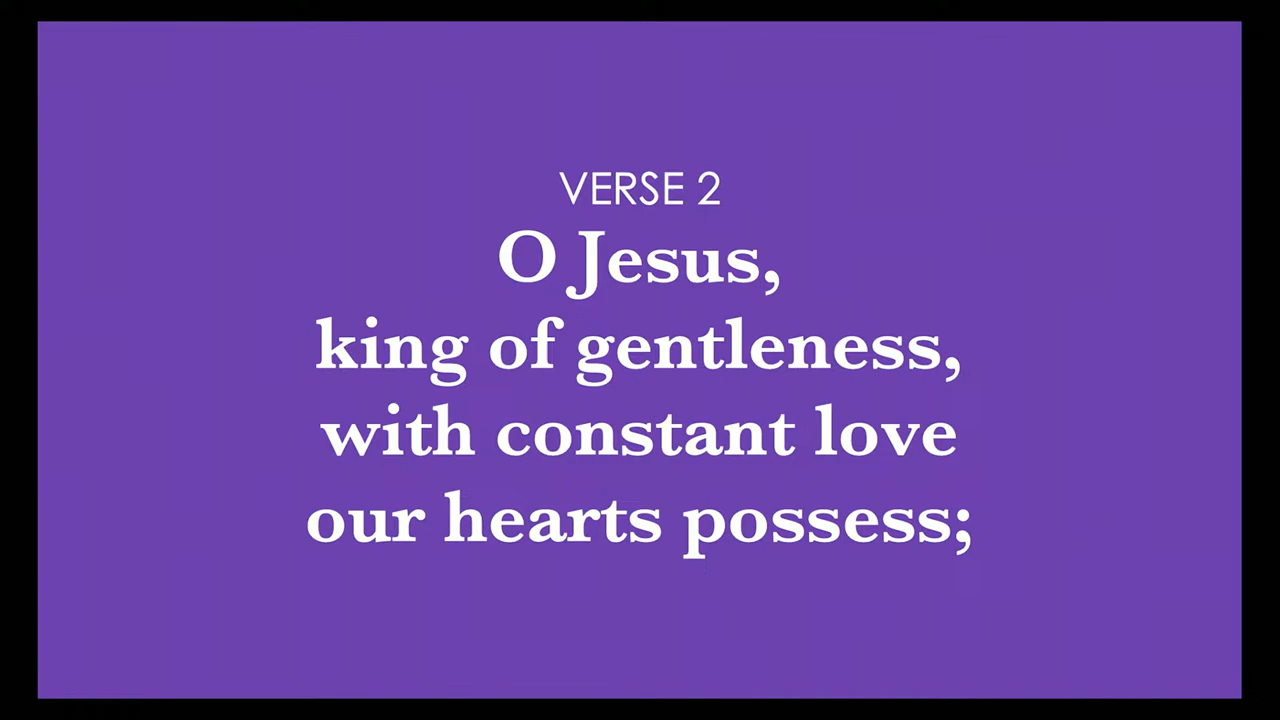 VERSE 2
O Jesus,
king of gentleness,
with constant love
our hearts possess;